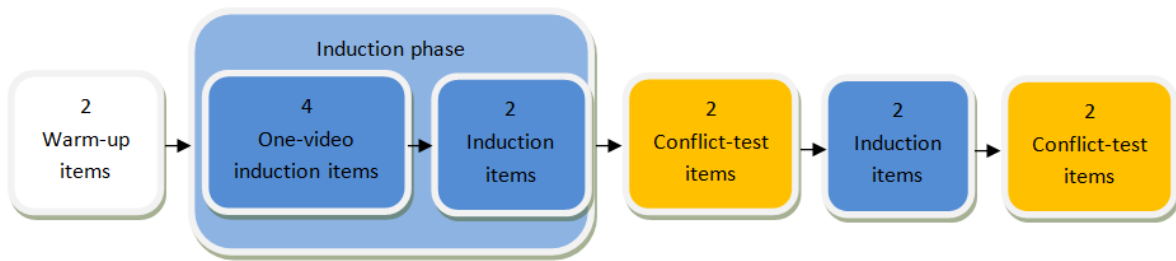 Induction phase
2
Warm-up
items
4
One-video
induction items
2
Induction
items
2
Conflict-test
items
2
Induction
items
2
Conflict-test
items